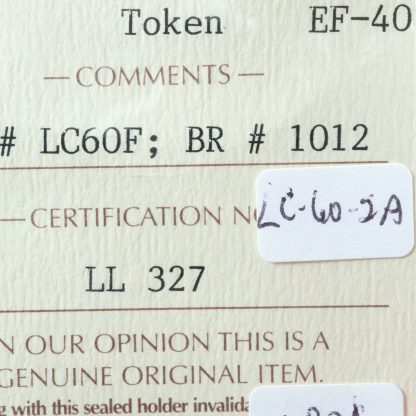 Token EF-40
— COMMENTS —
# LC60F; BR # 1012
— CERTIFICATION
LC-60-2A
LL 327
N OUR OPINION THIS IS A
GENUINE ORIGINAL ITEM.
with this sealed holder invalida